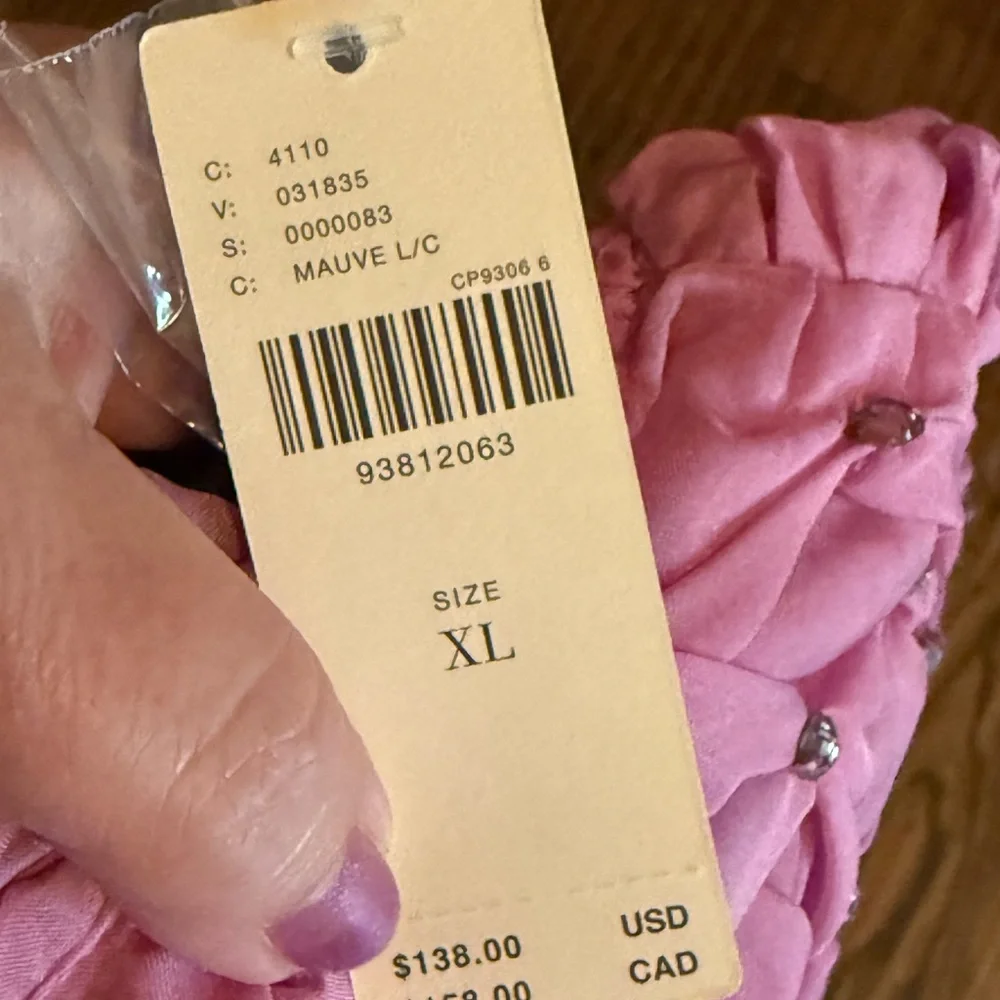 C: 4110
V: 031835
S: 0000083
C: MAUVE L/C
CP9306 6
93812063
SIZE
XL
$138.00 USD
CAD